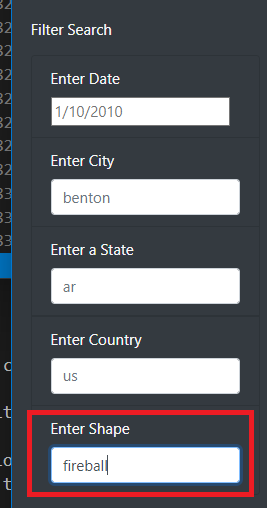 Filter Search
Enter Date
1/10/2010
Enter City
benton
Enter a State
ar
Enter Country
us
Enter Shape
fireball